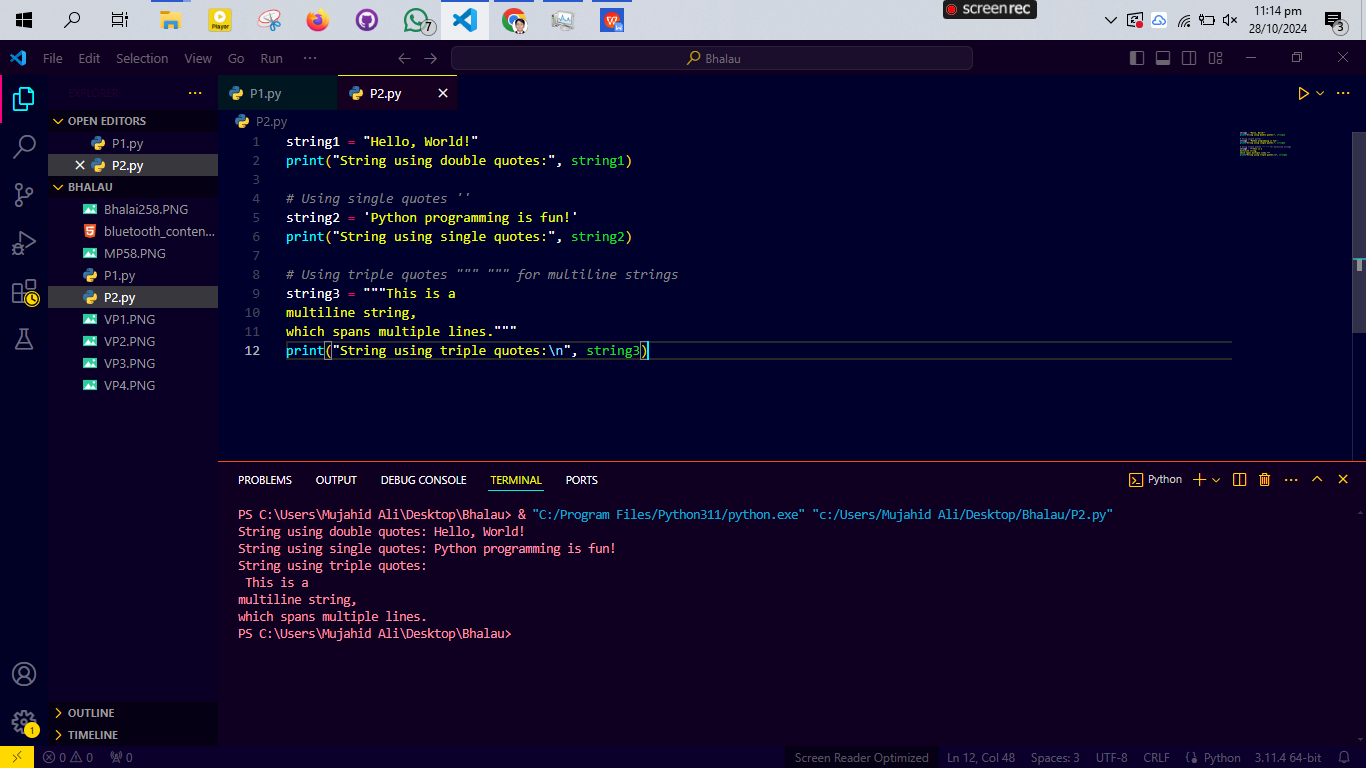 screenrec
Player
7
11:14 pm
28/10/2024
3
File Edit Selection View Go Run ···
Bhalau
EXPLORER ···
P1.py
P2.py
P2.py
OPEN EDITORS
P1.py
P2.py
BHALAU
Bhalai258.PNG
bluetooth_conten...
MP58.PNG
P1.py
P2.py
VP1.PNG
VP2.PNG
VP3.PNG
VP4.PNG
OUTLINE
TIMELINE
1 string1 = "Hello, World!"
2 print("String using double quotes:", string1)
3
4 # Using single quotes ''
5 string2 = 'Python programming is fun!'
6 print("String using single quotes:", string2)
7
8 # Using triple quotes """ """ for multiline strings
9 string3 = """This is a
10 multiline string,
11 which spans multiple lines."""
12 print("String using triple quotes:\n", string3)
PROBLEMS OUTPUT DEBUG CONSOLE TERMINAL PORTS
Python
PS C:\Users\Mujahid Ali\Desktop\Bhalau> & "C:/Program Files/Python311/python.exe" "c:/Users/Mujahid Ali/Desktop/Bhalau/P2.py"
String using double quotes: Hello, World!
String using single quotes: Python programming is fun!
String using triple quotes:
 This is a
multiline string,
which spans multiple lines.
PS C:\Users\Mujahid Ali\Desktop\Bhalau>
1
0 0 0
Screen Reader Optimized Ln 12, Col 48 Spaces: 3 UTF-8 CRLF Python 3.11.4 64-bit